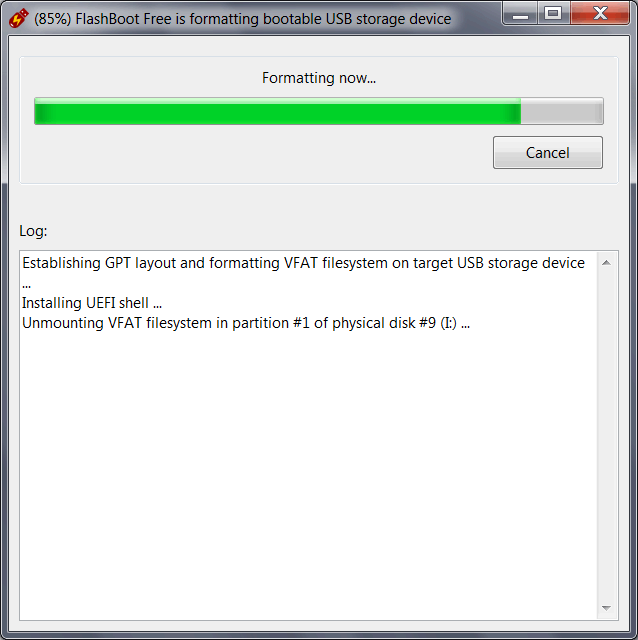 (85%) FlashBoot Free is formatting bootable USB storage device
Formatting now...
Cancel
Log:
Establishing GPT layout and formatting VFAT filesystem on target USB storage device
...
Installing UEFI shell ...
Unmounting VFAT filesystem in partition #1 of physical disk #9 (I:) ...